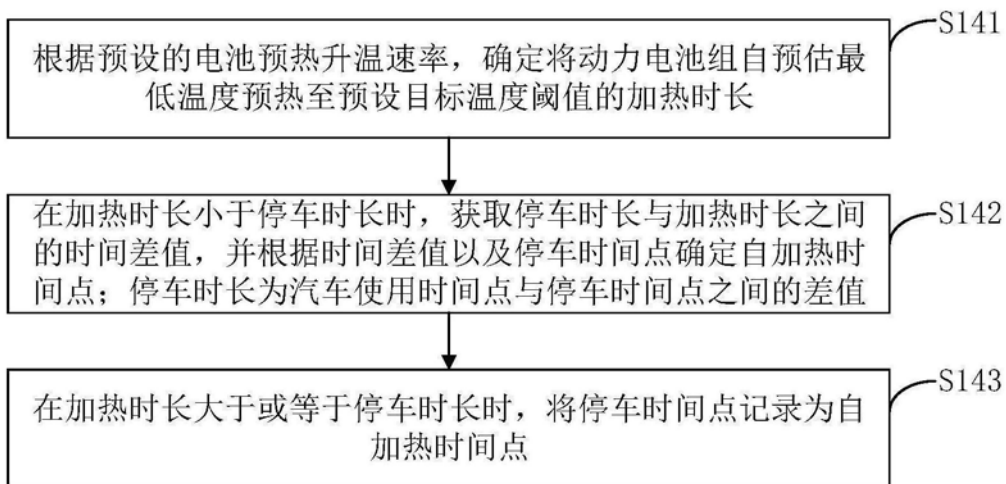 S141
根据预设的电池预热升温速率，确定将动力电池组自预估最
低温度预热至预设目标温度阈值的加热时长
S142
在加热时长小于停车时长时，获取停车时长与加热时长之间
的时间差值，并根据时间差值以及停车时间点确定自加热时
间点；停车时长为汽车使用时间点与停车时间点之间的差值
S143
在加热时长大于或等于停车时长时，将停车时间点记录为自
加热时间点